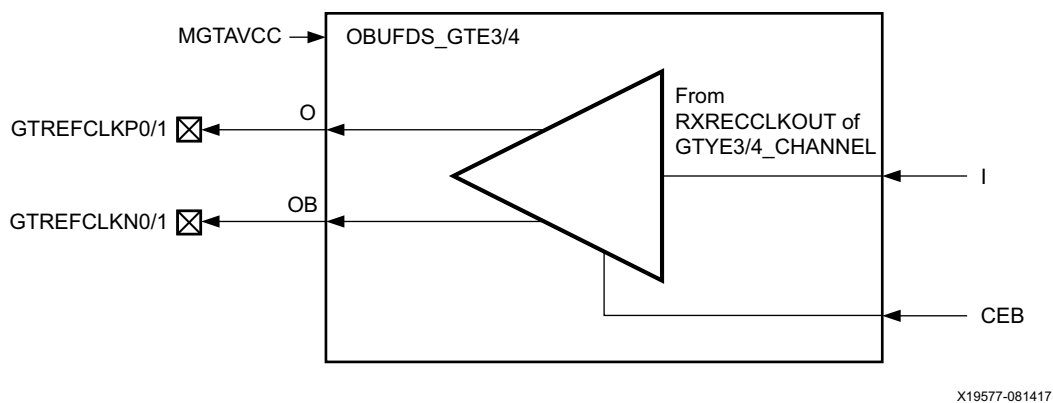 MGTAVCC
OBUFDS_GTE3/4
From
RXRECCLKOUT of
GTYE3/4_CHANNEL
O
GTREFCLKP0/1
I
OB
GTREFCLKN0/1
CEB
X19577-081417